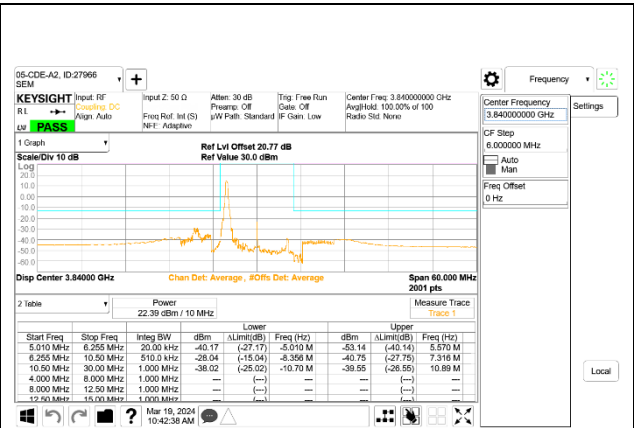 05-CDE-A2, ID:27966
SEM
Frequency
KEYSIGHT
Input: RF
Input Z: 50 Ω
Atten: 30 dB
Trig: Free Run
Center Freq: 3.840000000 GHz
R L
Coupling: DC
Preamp: Off
Gate: Off
Avg|Hold: 100.00% of 100
Align: Auto
Freq Ref: Int (S)
µW Path: Standard
IF Gain: Low
Radio Std: None
NFE: Adaptive
PASS
Center Frequency
3.840000000 GHz
Settings
CF Step
6.000000 MHz
Auto
Man
Freq Offset
0 Hz
1 Graph
Ref Lvl Offset 20.77 dB
Scale/Div 10 dB
Ref Value 30.0 dBm
Log
20.0
10.0
0.00
-10.0
-20.0
-30.0
-40.0
-50.0
-60.0
Disp Center 3.84000 GHz
Chan Det: Average , #Offs Det: Average
Span 60.000 MHz
2001 pts
2 Table
Power
22.39 dBm / 10 MHz
Measure Trace
Trace 1
Lower
Upper
Start Freq Stop Freq Integ BW dBm ΔLimit(dB) Freq (Hz) dBm ΔLimit(dB) Freq (Hz)
5.010 MHz 6.255 MHz 20.00 kHz -40.17 (-27.17) -5.010 M -53.14 (-40.14) 5.570 M
6.255 MHz 10.50 MHz 510.0 kHz -28.04 (-15.04) -8.356 M -40.75 (-27.75) 7.316 M
10.50 MHz 30.00 MHz 1.000 MHz -38.02 (-25.02) -10.70 M -39.55 (-26.55) 10.89 M
4.000 MHz 8.000 MHz 1.000 MHz --- (---) --- --- (---) ---
8.000 MHz 12.50 MHz 1.000 MHz --- (---) --- --- (---) ---
12.50 MHz 15.00 MHz 1.000 MHz --- (---) --- --- (---) ---
Local
?
Mar 19, 2024
10:42:38 AM